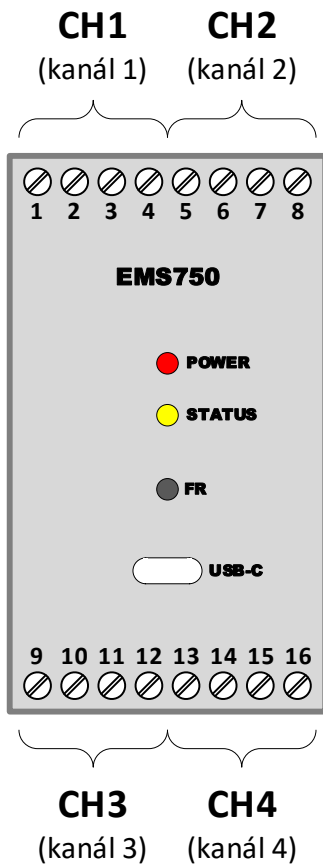 CH1 CH2
(kanál 1) (kanál 2)
1 2 3 4 5 6 7 8
EMS750
POWER
STATUS
FR
USB-C
9 10 11 12 13 14 15 16
CH3 CH4
(kanál 3) (kanál 4)